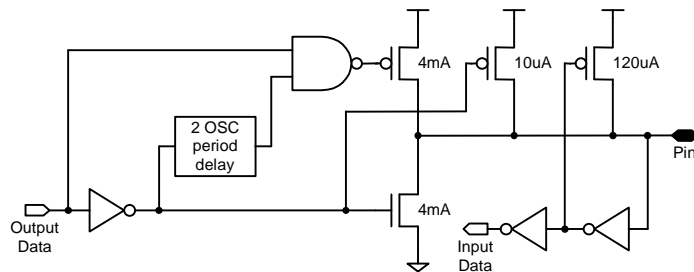 4mA
10uA
120uA
2 OSC
period
delay
Pin
4mA
Output
Data
Input
Data